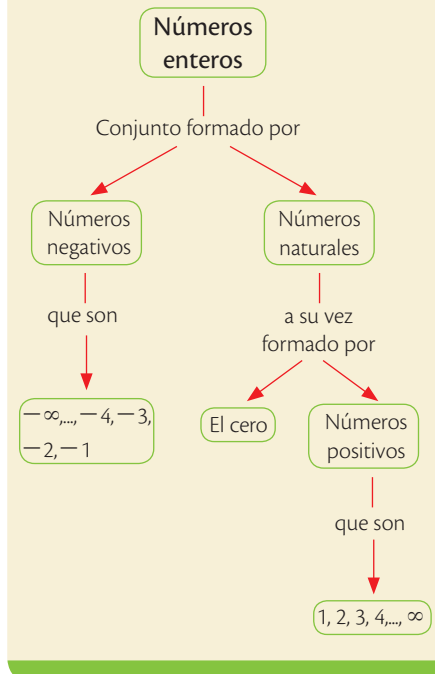 Números
enteros
Conjunto formado por
Números
negativos
Números
naturales
que son
a su vez
formado por
−∞,..., −4, −3,
−2, −1
El cero
Números
positivos
que son
1, 2, 3, 4,..., ∞